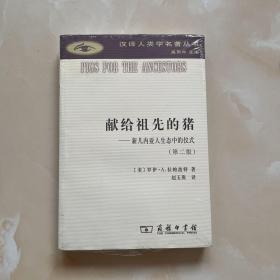 汉译人类学名著丛书
PIGS FOR THE ANCESTORS
献给祖先的猪
——新几内亚人生态中的仪式
(第二版)
〔美〕罗伊·A.拉帕波特 著
赵玉燕 译
商务印书馆